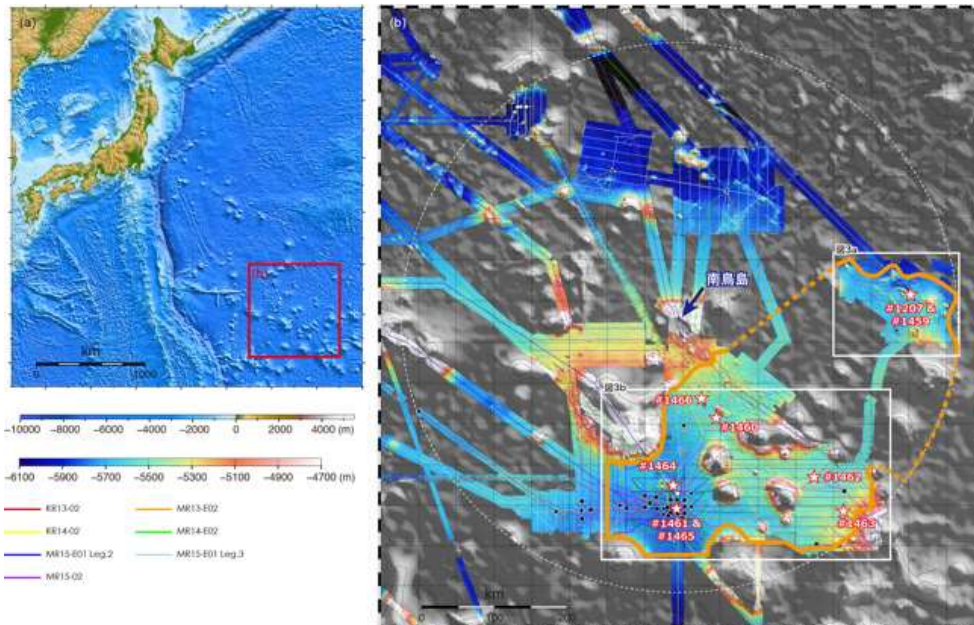 (a)
(b)
km
0
1000
−10000 −8000 −6000 −4000 −2000 0 2000 4000 (m)
−6100 −5900 −5700 −5500 −5300 −5100 −4900 −4700 (m)
KR13-02
MR13-E02
KR14-02
MR14-E02
MR15-E01 Leg.2
MR15-E01 Leg.3
MR15-02
(b)
図3a
南鳥島
#1207 &
#1459
図3b
#1466
#1460
#1464
#1462
#1461 &
#1465
#1463
km
0
100
200